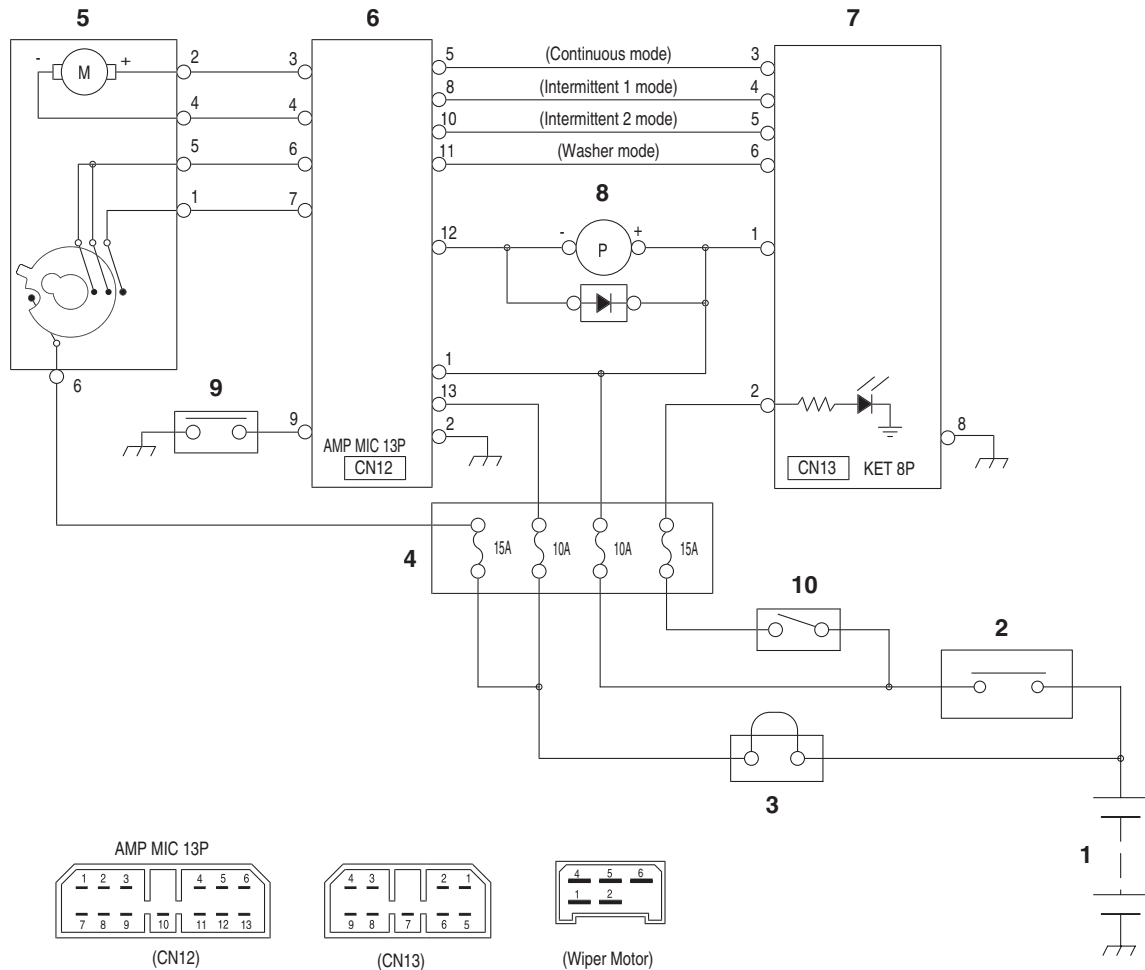 5 6 7
- M + 2 3 5 (Continuous mode) 3
8 (Intermittent 1 mode) 4
4 4 10 (Intermittent 2 mode) 5
5 6 11 (Washer mode) 6
1 7 8
12 - P + 1
1
6 9 13 2
9 2 8
AMP MIC 13P
CN12 CN13 KET 8P
4 15A 10A 10A 15A
10
2
3
1
AMP MIC 13P
1 2 3 4 5 6
7 8 9 10 11 12 13
(CN12)
4 3 2 1
9 8 7 6 5
(CN13)
4 5 6
1 2
(Wiper Motor)